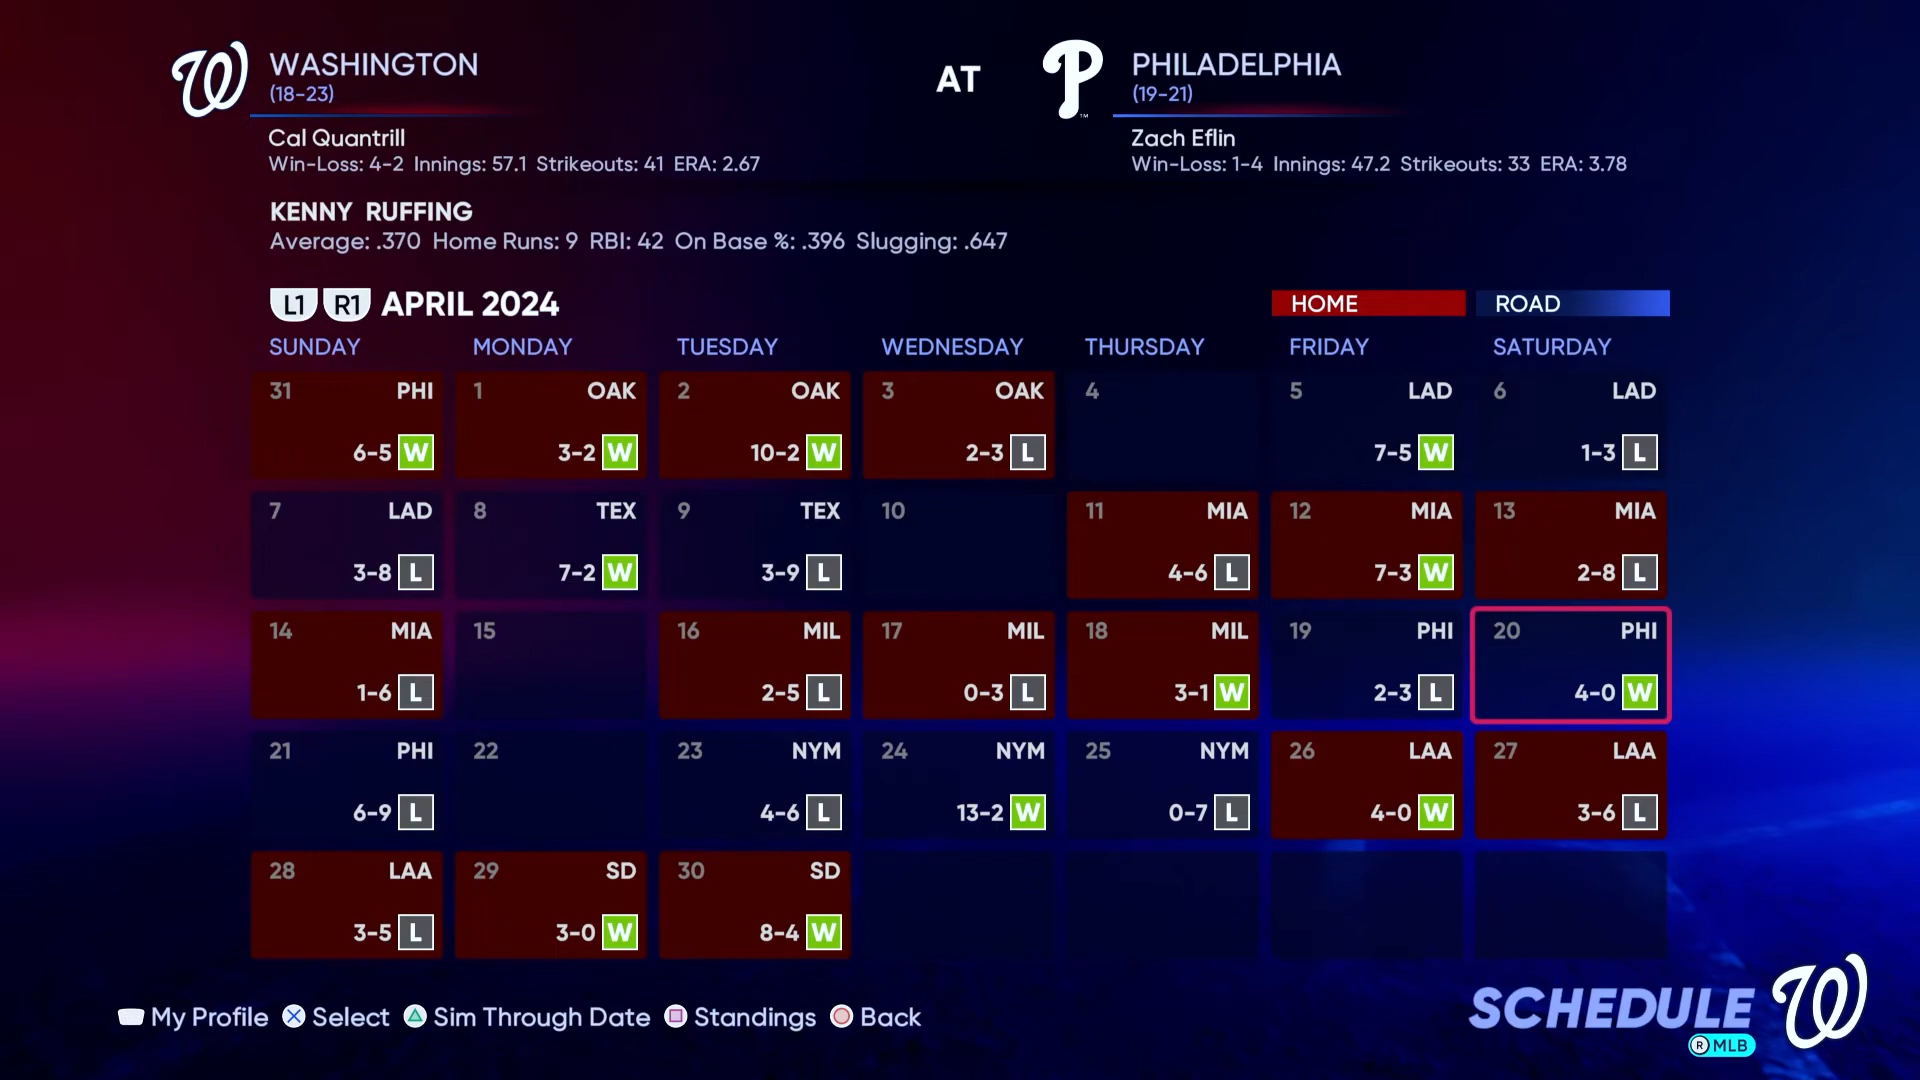 WASHINGTON
(18-23)
Cal Quantrill
Win-Loss: 4-2 Innings: 57.1 Strikeouts: 41 ERA: 2.67
AT
P
PHILADELPHIA
(19-21)
Zach Eflin
Win-Loss: 1-4 Innings: 47.2 Strikeouts: 33 ERA: 3.78
KENNY RUFFING
Average: .370 Home Runs: 9 RBI: 42 On Base %: .396 Slugging: .647
L1 R1 APRIL 2024
HOME ROAD
SUNDAY MONDAY TUESDAY WEDNESDAY THURSDAY FRIDAY SATURDAY
31 PHI 1 OAK 2 OAK 3 OAK 4 5 LAD 6 LAD
6-5 W 3-2 W 10-2 W 2-3 L 7-5 W 1-3 L
7 LAD 8 TEX 9 TEX 10 11 MIA 12 MIA 13 MIA
3-8 L 7-2 W 3-9 L 4-6 L 7-3 W 2-8 L
14 MIA 15 16 MIL 17 MIL 18 MIL 19 PHI 20 PHI
1-6 L 2-5 L 0-3 L 3-1 W 2-3 L 4-0 W
21 PHI 22 23 NYM 24 NYM 25 NYM 26 LAA 27 LAA
6-9 L 4-6 L 13-2 W 0-7 L 4-0 W 3-6 L
28 LAA 29 SD 30 SD
3-5 L 3-0 W 8-4 W
My Profile Select Sim Through Date Standings Back
SCHEDULE W
R MLB